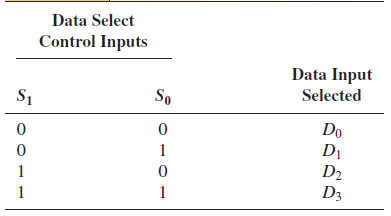 Data Select
Control Inputs
Data Input
S₁ S₀ Selected
0 0 D₀
0 1 D₁
1 0 D₂
1 1 D₃